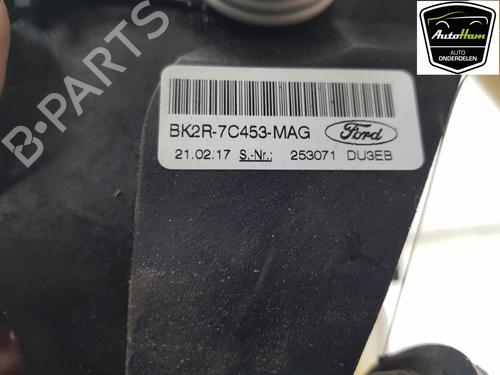 AutoHam
AUTO
ONDERDELEN
B-PARTS
BK2R-7C453-MAG Ford
21.02.17 S.-Nr.: 253071 DU3EB